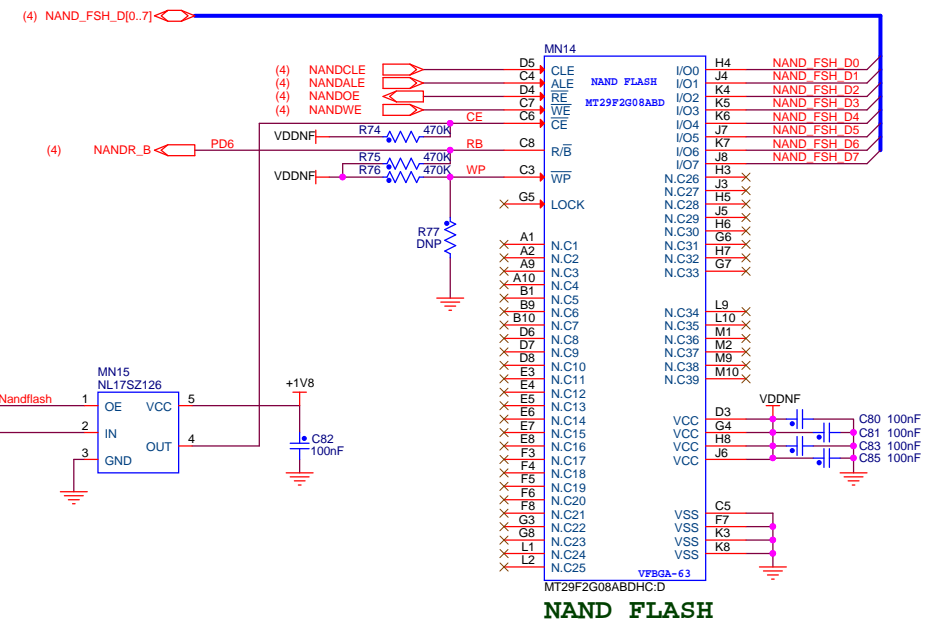 (4) NAND_FSH_D[0..7]
MN14
(4) NANDCLE D5 CLE I/O0 H4 NAND_FSH_D0
(4) NANDALE C4 ALE NAND FLASH I/O1 J4 NAND_FSH_D1
(4) NANDOE D4 RE I/O2 K4 NAND_FSH_D2
(4) NANDWE C7 WE MT29F2G08ABD I/O3 K5 NAND_FSH_D3
CE C6 CE I/O4 K6 NAND_FSH_D4
VDDNF R74 470K I/O5 J7 NAND_FSH_D5
(4) NANDR_B PD6 RB C8 R/B I/O6 K7 NAND_FSH_D6
R75 470K I/O7 J8 NAND_FSH_D7
VDDNF R76 470K WP C3 WP N.C26 H3
N.C27 J3
G5 LOCK N.C28 H5
N.C29 J5
R77 N.C30 H6
DNP
A1 N.C1 N.C31 G6
A2 N.C2 N.C32 H7
A9 N.C3 N.C33 G7
A10 N.C4
B1 N.C5
B9 N.C6 N.C34 L9
B10 N.C7 N.C35 L10
D6 N.C8 N.C36 M1
D7 N.C9 N.C37 M2
D8 N.C10 N.C38 M9
E3 N.C11 N.C39 M10
E4 N.C12
E5 N.C13 VDDNF
E6 N.C14 VCC D3 C80 100nF
E7 N.C15 VCC G4 C81 100nF
E8 N.C16 VCC H8 C83 100nF
F3 N.C17 VCC J6 C85 100nF
F4 N.C18
F5 N.C19
F6 N.C20
F8 N.C21 VSS C5
G3 N.C22 VSS F7
G8 N.C23 VSS K3
L1 N.C24 VSS K8
L2 N.C25
VFBGA-63
MT29F2G08ABDHC:D
NAND FLASH
MN15
NL17SZ126
+1V8
Nandflash 1 OE VCC 5
2 IN OUT 4
3 GND
C82
100nF